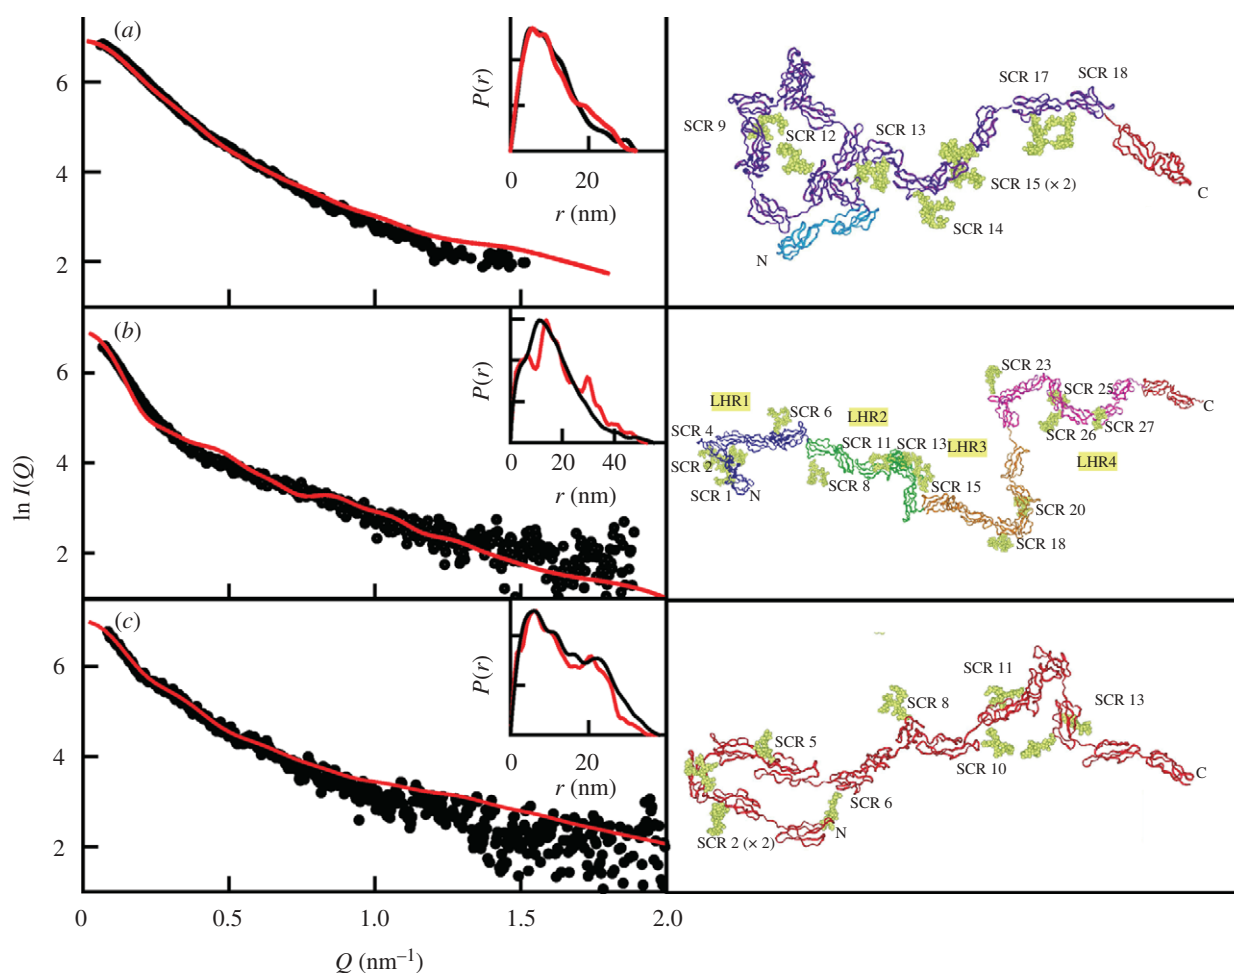 (a)
6
4
2
P(r)
0 20
r (nm)
SCR 9
SCR 12
SCR 13
SCR 17
SCR 18
SCR 15 (× 2)
SCR 14
N
C
(b)
6
4
2
P(r)
0 20 40
r (nm)
LHR1
SCR 4
SCR 2
SCR 1
N
SCR 6
LHR2
SCR 11
SCR 8
SCR 13
LHR3
SCR 15
SCR 18
SCR 20
SCR 23
SCR 25
SCR 26
SCR 27
LHR4
C
ln I(Q)
(c)
6
4
2
P(r)
0 20
r (nm)
SCR 5
SCR 8
SCR 11
SCR 13
SCR 10
SCR 6
N
SCR 2 (× 2)
C
0 0.5 1.0 1.5 2.0
Q (nm⁻¹)